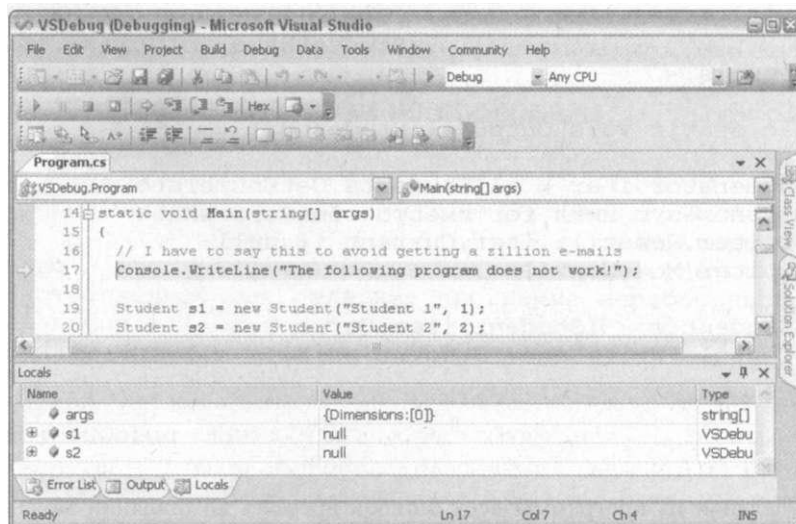 VSDebug (Debugging) - Microsoft Visual Studio
File Edit View Project Build Debug Data Tools Window Community Help
Debug Any CPU
Hex
Program.cs
VSDebug.Program Main(string[] args)
14 static void Main(string[] args)
15 {
16 // I have to say this to avoid getting a zillion e-mail:
17 Console.WriteLine("The following program does not work!");
18
19 Student s1 = new Student("Student 1", 1);
20 Student s2 = new Student("Student 2", 2);
Class View
Solution Explorer
Locals
Name Value Type
args {Dimensions:[0]} string[]
s1 null VSDebu
s2 null VSDebu
Error List Output Locals
Ready Ln 17 Col 7 Ch 4 INS